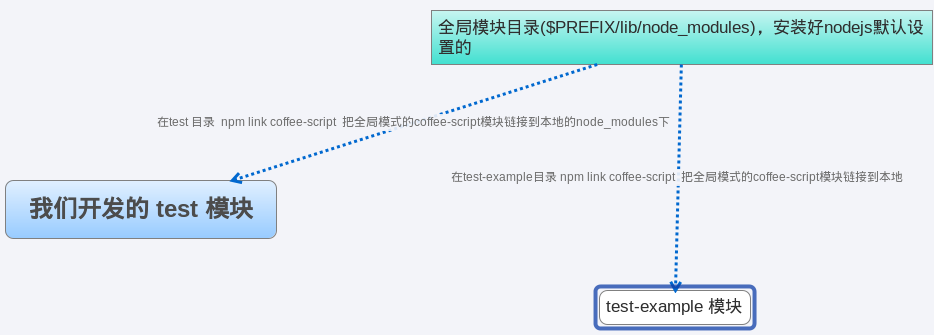 全局模块目录($PREFIX/lib/node_modules)，安装好nodejs默认设
置的
在test 目录  npm link coffee-script  把全局模式的coffee-script模块链接到本地的node_modules下
在test-example目录 npm link coffee-script  把全局模式的coffee-script模块链接到本地
我们开发的 test 模块
test-example 模块